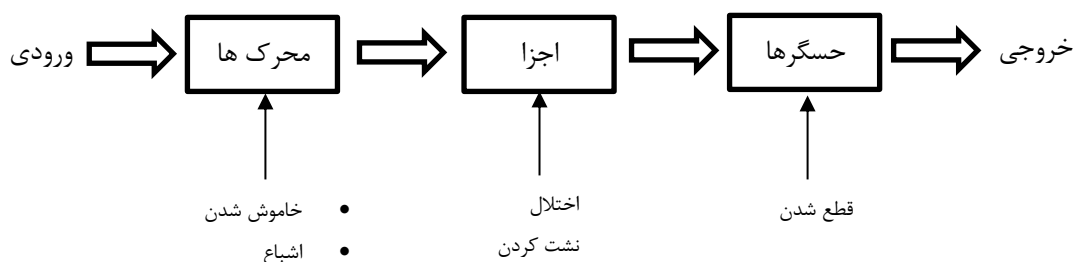 ورودی
محرک ها
اجزا
حسگرها
خروجی
• خاموش شدن
• اشباع
اختلال
نشت کردن
قطع شدن